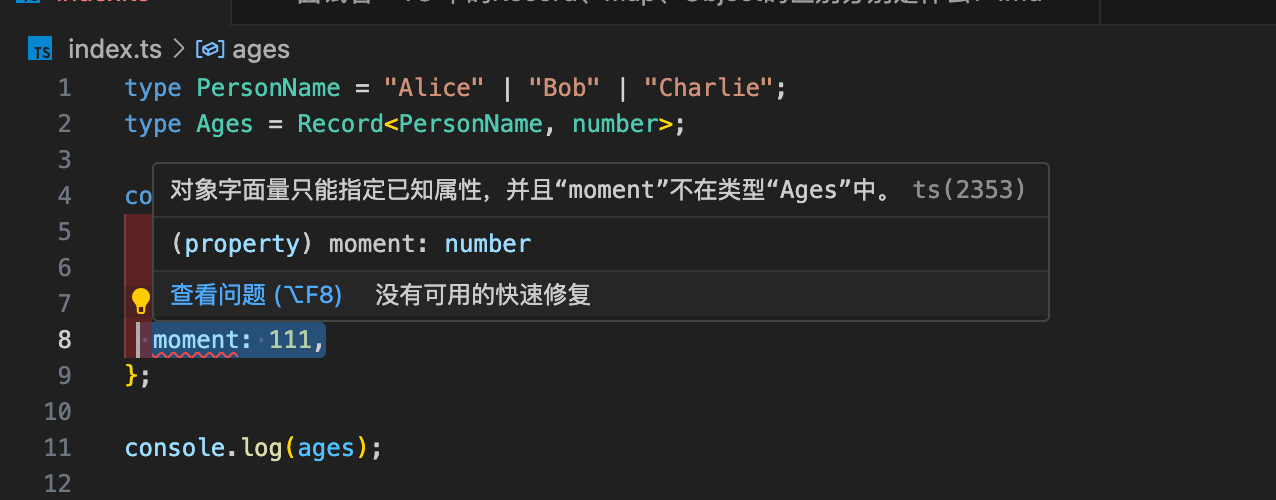 TS index.ts > ages
1 type PersonName = "Alice" | "Bob" | "Charlie";
2 type Ages = Record<PersonName, number>;
3
4 co
对象字面量只能指定已知属性，并且“moment”不在类型“Ages”中。 ts(2353)
5
(property) moment: number
6
7
查看问题 (⌥F8) 没有可用的快速修复
8 moment: 111,
9 };
10
11 console.log(ages);
12